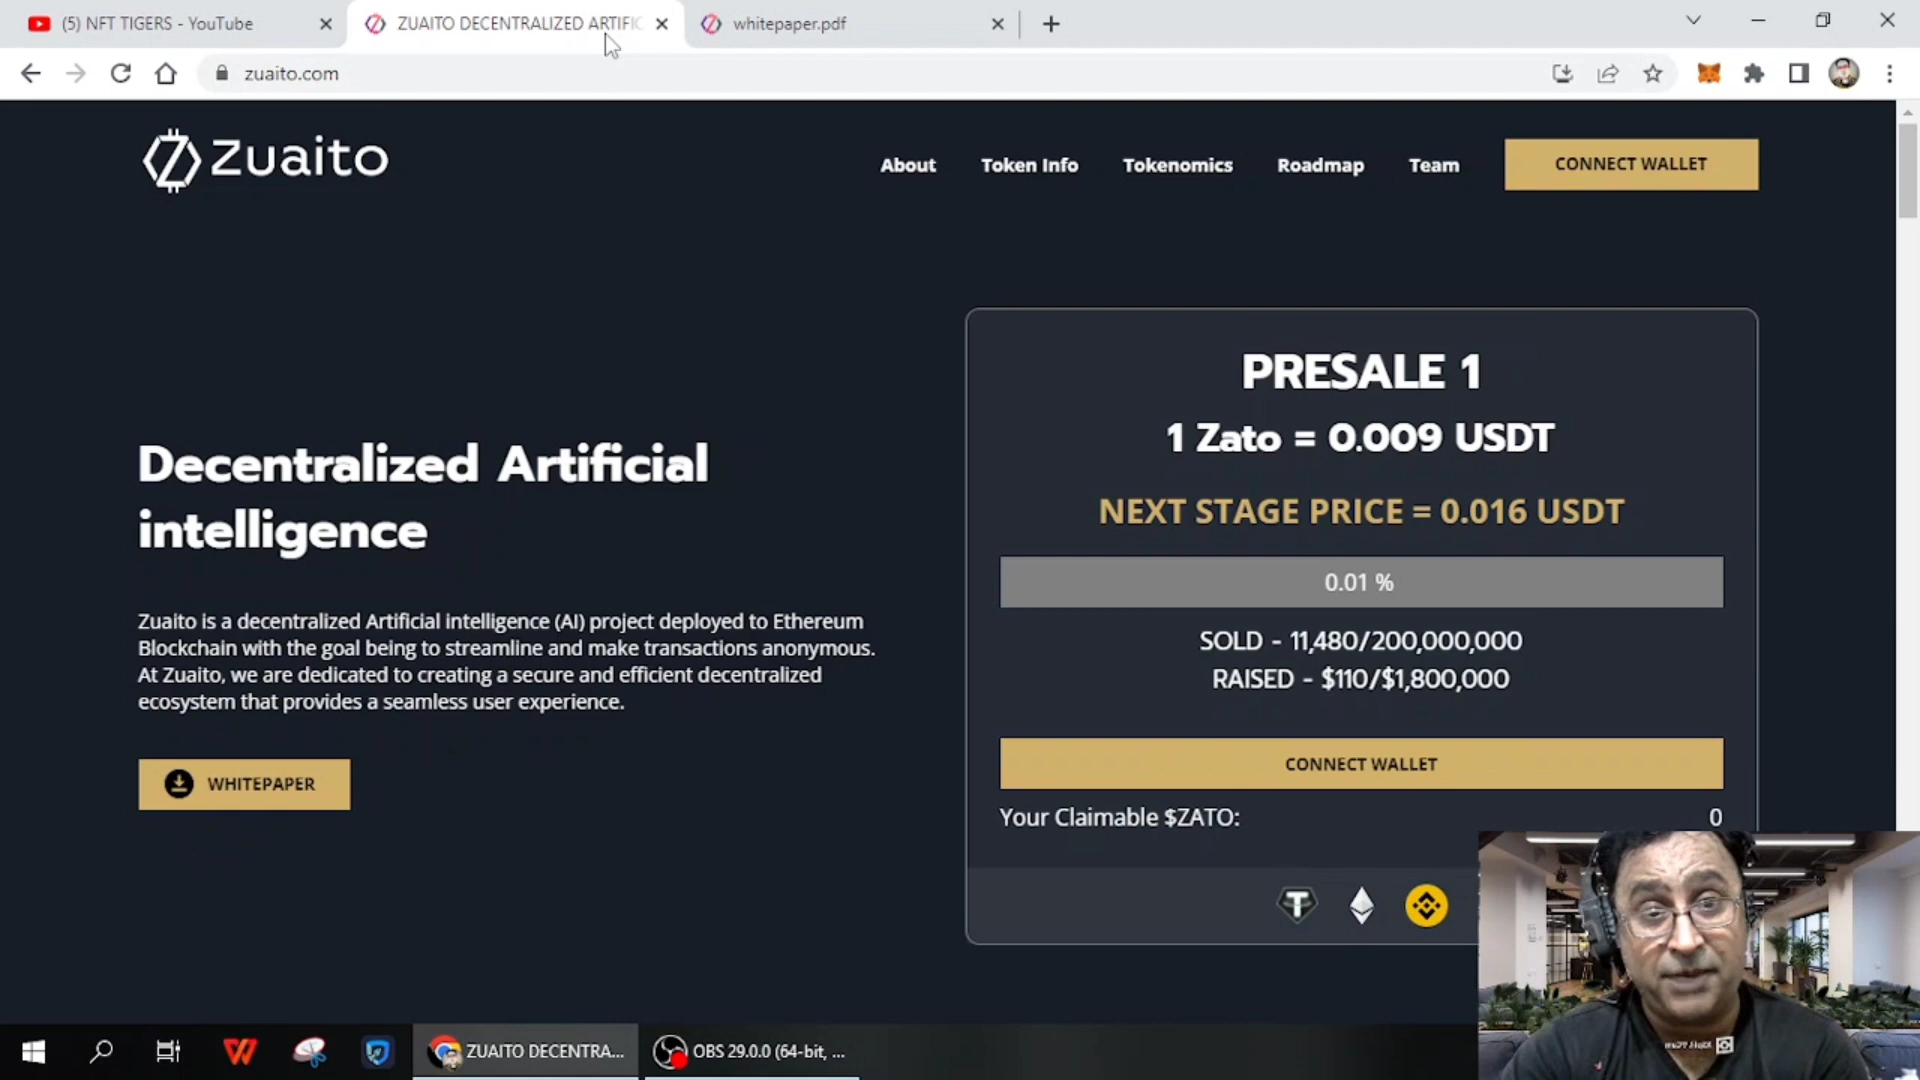 (5) NFT TIGERS - YouTube
ZUAITO DECENTRALIZED ARTIFIC
whitepaper.pdf
zuaito.com
Zuaito
About
Token Info
Tokenomics
Roadmap
Team
CONNECT WALLET
PRESALE 1
1 Zato = 0.009 USDT
NEXT STAGE PRICE = 0.016 USDT
0.01 %
SOLD - 11,480/200,000,000
RAISED - $110/$1,800,000
CONNECT WALLET
Your Claimable $ZATO:
0
Decentralized Artificial
intelligence
Zuaito is a decentralized Artificial intelligence (AI) project deployed to Ethereum
Blockchain with the goal being to streamline and make transactions anonymous.
At Zuaito, we are dedicated to creating a secure and efficient decentralized
ecosystem that provides a seamless user experience.
WHITEPAPER
ZUAITO DECENTRA...
OBS 29.0.0 (64-bit, ...